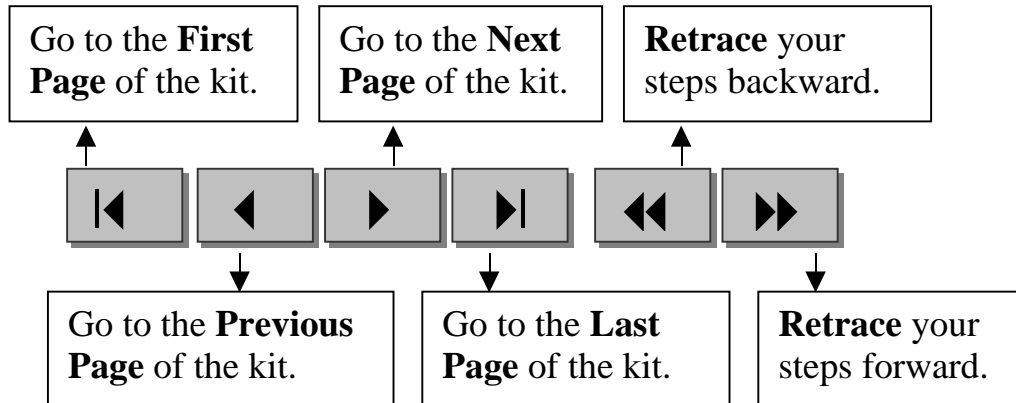 Go to the First
Page of the kit.
Go to the Next
Page of the kit.
Retrace your
steps backward.
Go to the Previous
Page of the kit.
Go to the Last
Page of the kit.
Retrace your
steps forward.